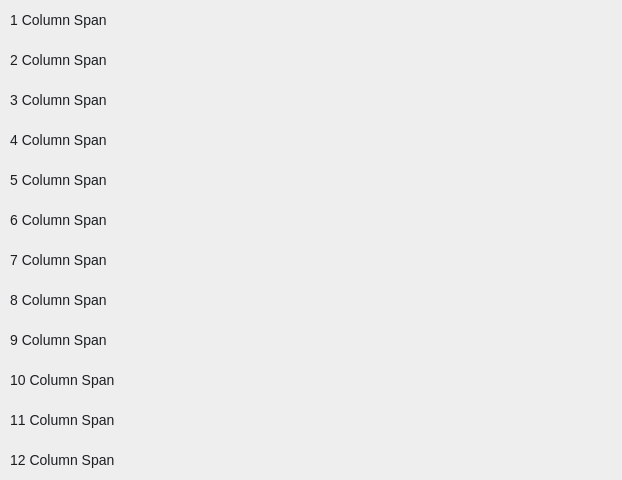 1 Column Span
2 Column Span
3 Column Span
4 Column Span
5 Column Span
6 Column Span
7 Column Span
8 Column Span
9 Column Span
10 Column Span
11 Column Span
12 Column Span